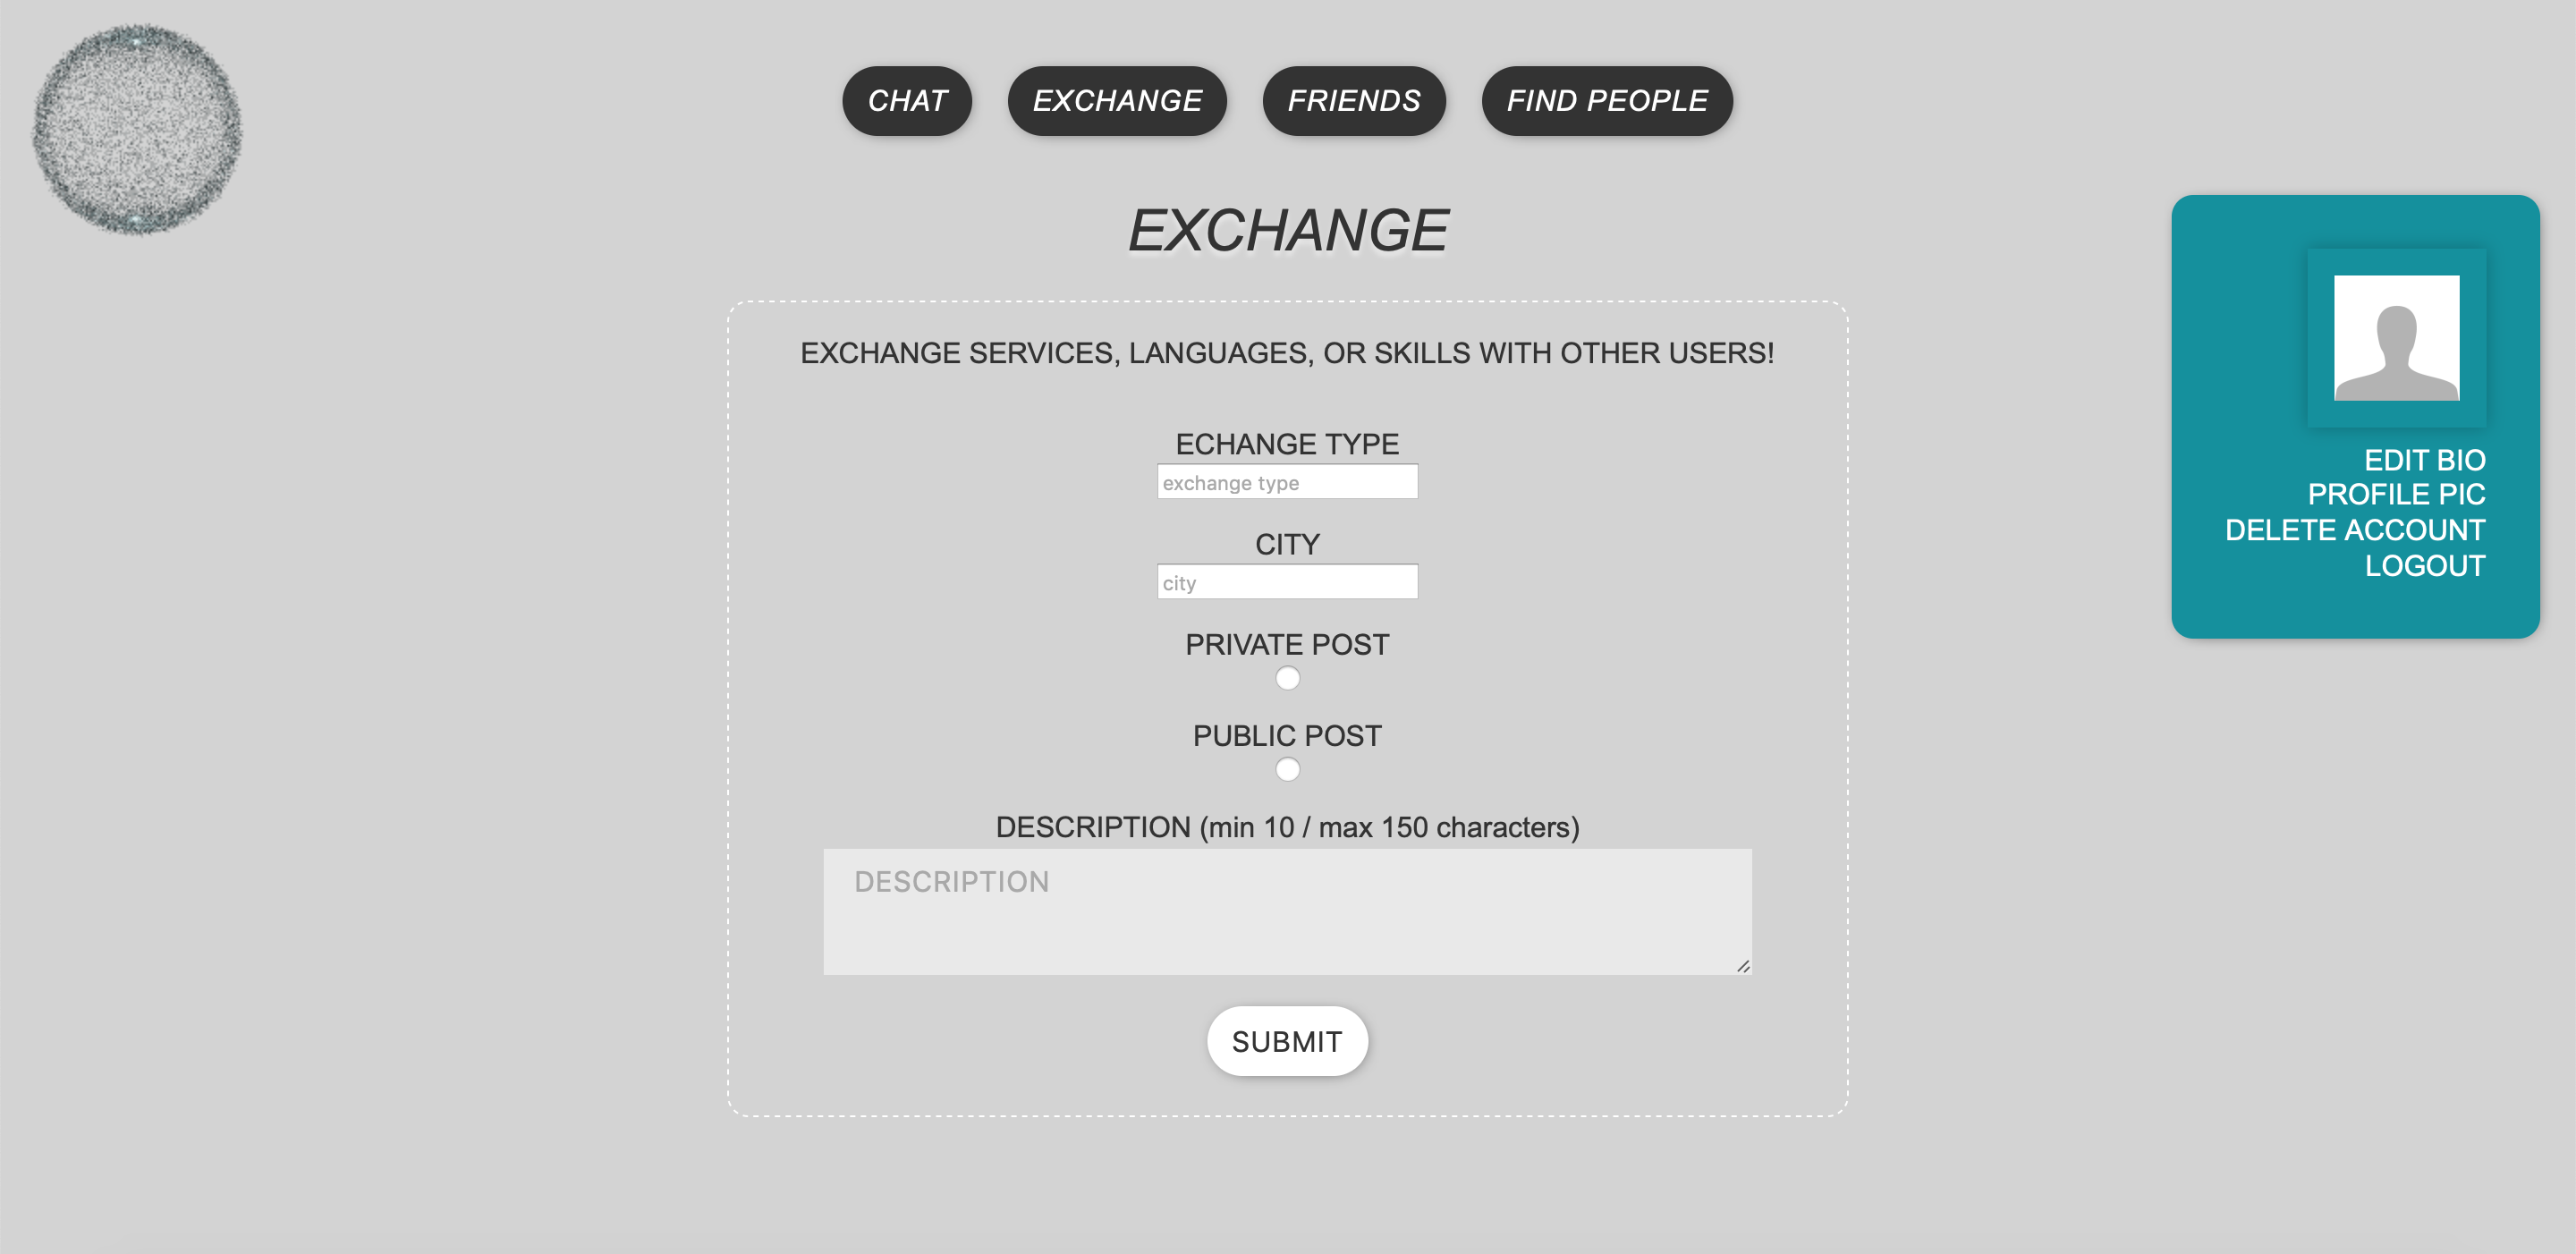 CHAT
EXCHANGE
FRIENDS
FIND PEOPLE
EXCHANGE
EXCHANGE SERVICES, LANGUAGES, OR SKILLS WITH OTHER USERS!
ECHANGE TYPE
exchange type
CITY
city
PRIVATE POST
PUBLIC POST
DESCRIPTION (min 10 / max 150 characters)
DESCRIPTION
SUBMIT
EDIT BIO
PROFILE PIC
DELETE ACCOUNT
LOGOUT